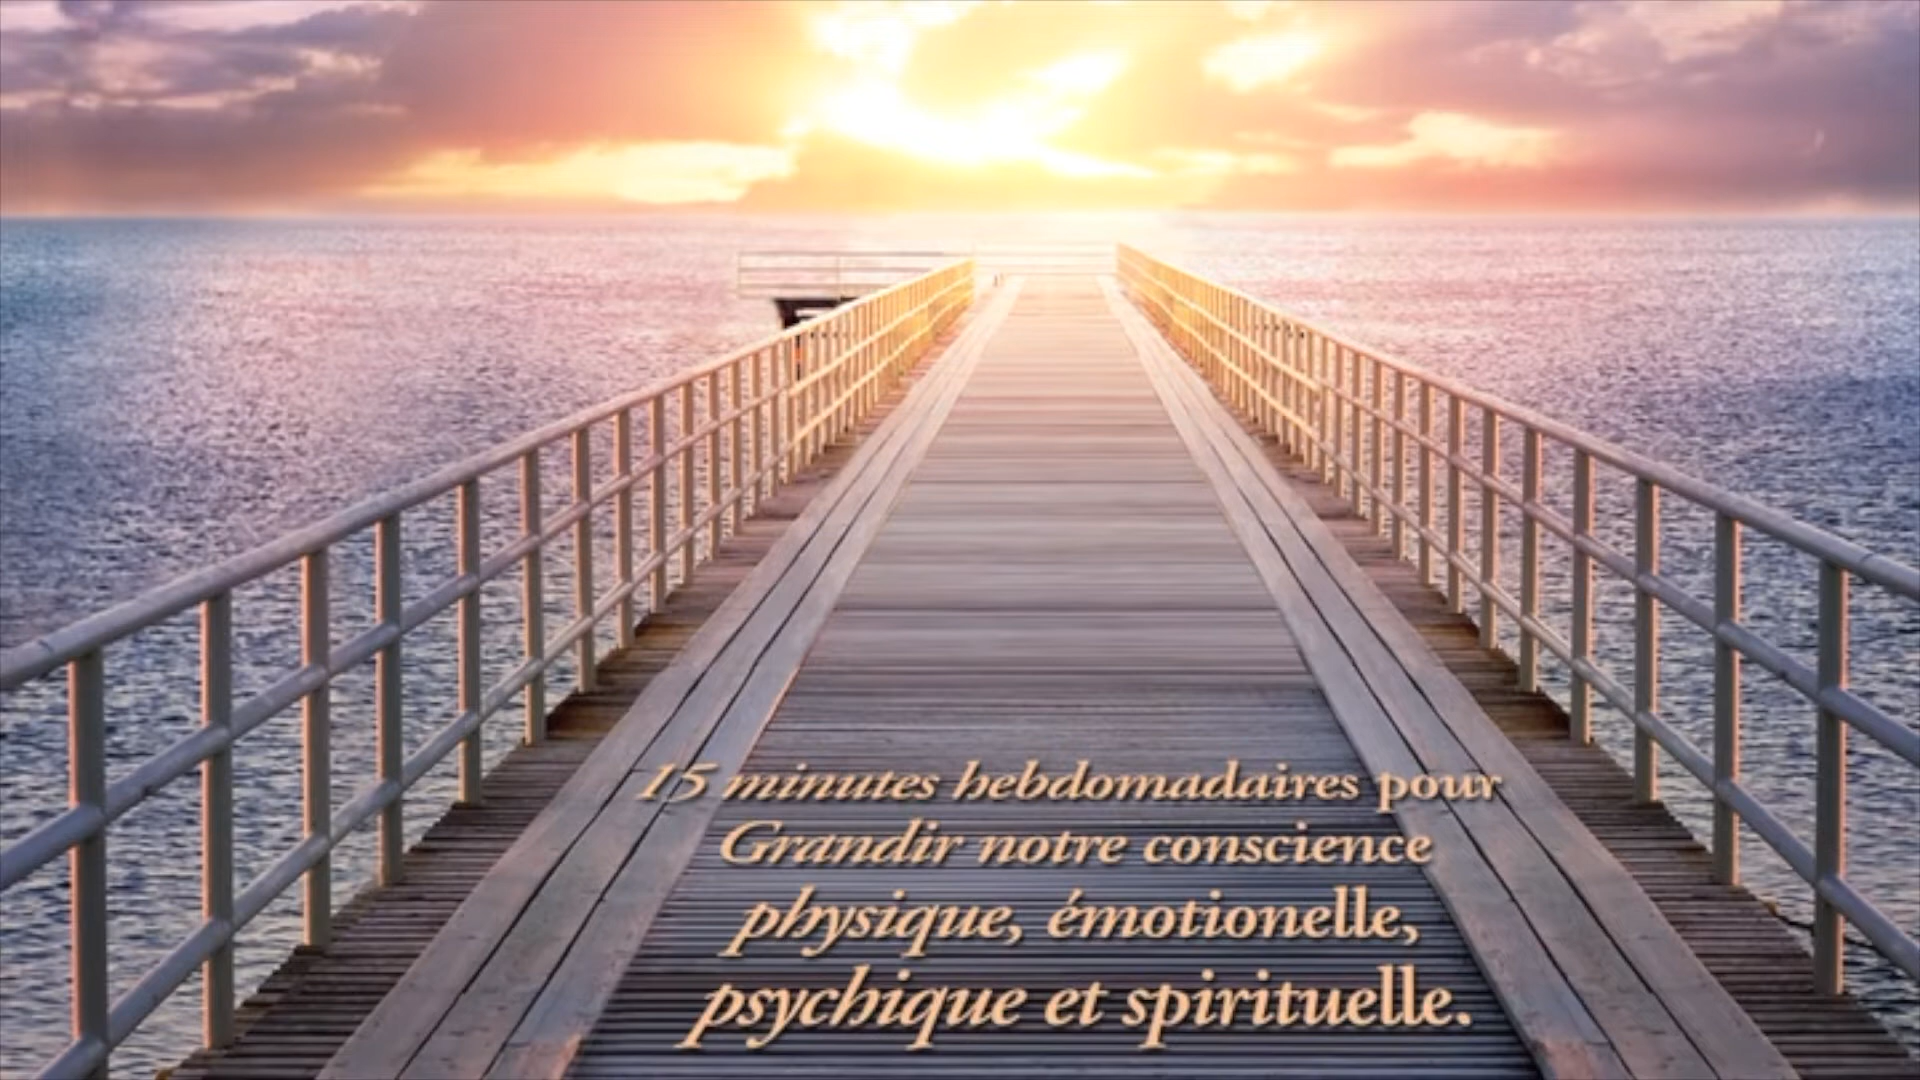 15 minutes hebdomadaires pour
Grandir notre conscience
physique, émotionelle,
psychique et spirituelle.